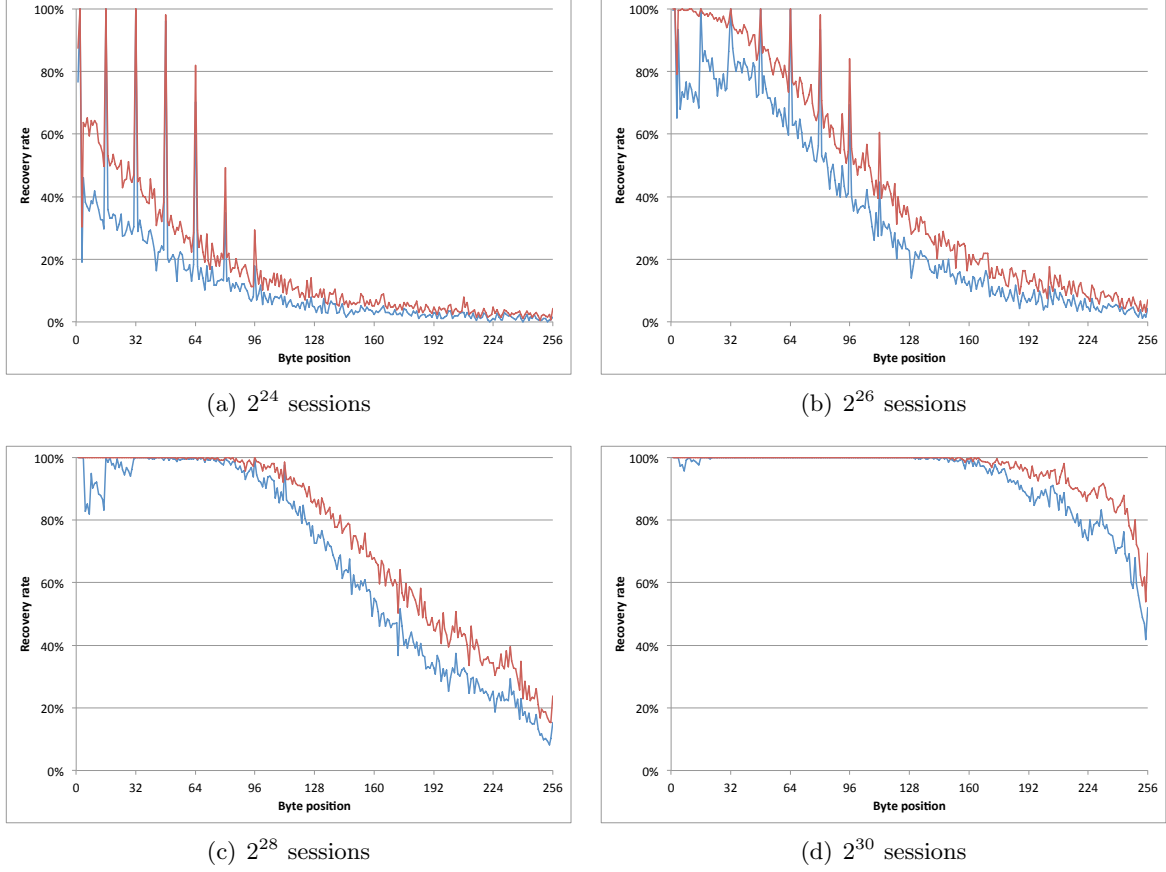 100%
80%
60%
40%
20%
0%
Recovery rate
0 32 64 96 128 160 192 224 256
Byte position
(a) 2^24 sessions
100%
80%
60%
40%
20%
0%
Recovery rate
0 32 64 96 128 160 192 224 256
Byte position
(b) 2^26 sessions
100%
80%
60%
40%
20%
0%
Recovery rate
0 32 64 96 128 160 192 224 256
Byte position
(c) 2^28 sessions
100%
80%
60%
40%
20%
0%
Recovery rate
0 32 64 96 128 160 192 224 256
Byte position
(d) 2^30 sessions